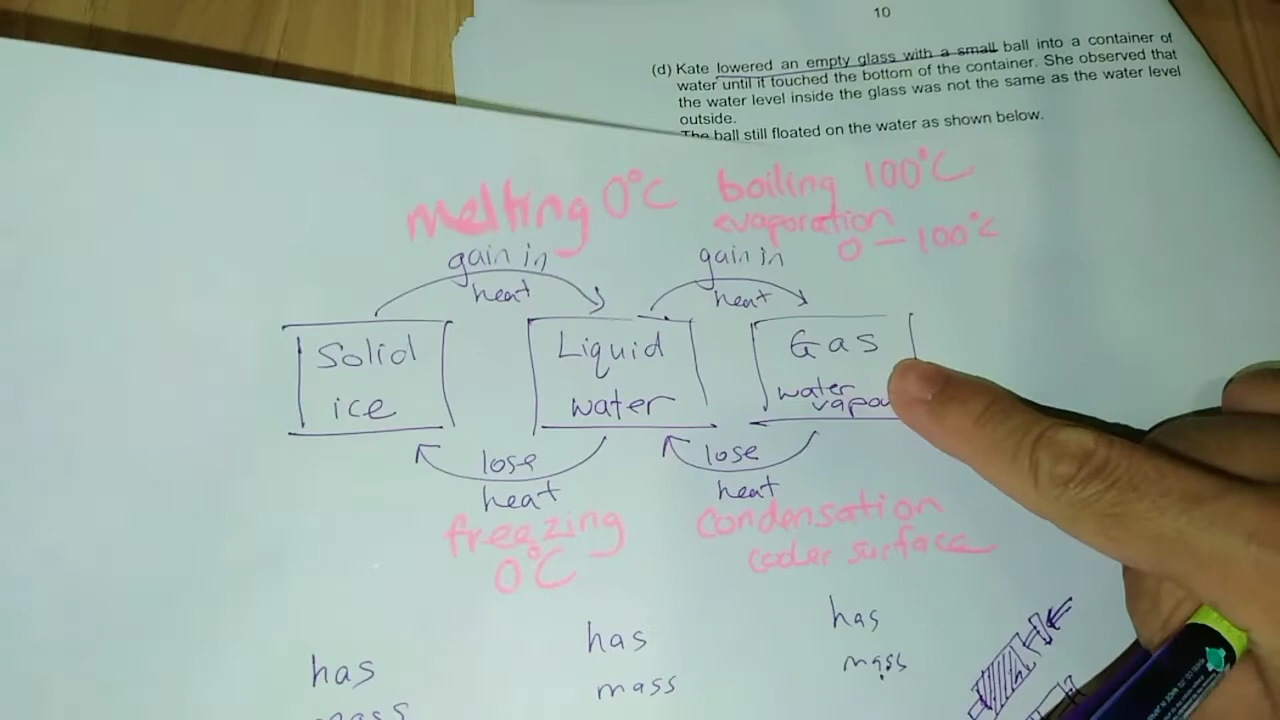 10
(d) Kate lowered an empty glass with a small ball into a container of
water until it touched the bottom of the container. She observed that
the water level inside the glass was not the same as the water level
outside.
The ball still floated on the water as shown below.
melting 0°C
boiling 100°C
evaporation
0 - 100°C
gain in
heat
gain in
heat
Solid
ice
Liquid
water
Gas
water
vapou
lose
heat
lose
heat
freezing
0°C
condensation
cooler surface
has
mass
has
mass
has
mass